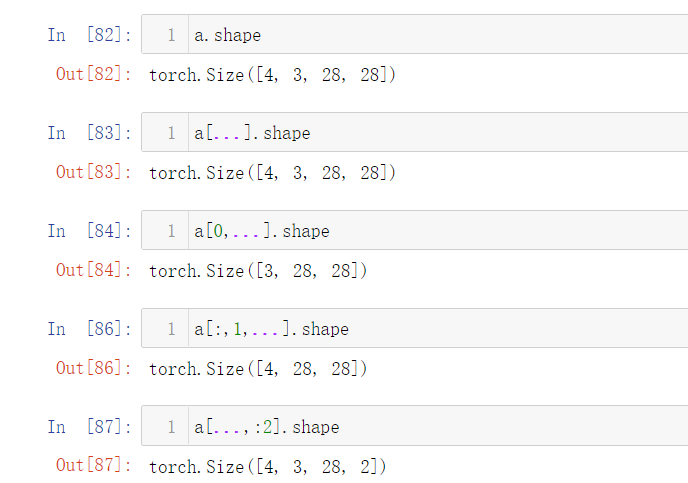 In [82]: 1 a.shape
Out[82]: torch.Size([4, 3, 28, 28])
In [83]: 1 a[...].shape
Out[83]: torch.Size([4, 3, 28, 28])
In [84]: 1 a[0,...].shape
Out[84]: torch.Size([3, 28, 28])
In [86]: 1 a[:,1,...].shape
Out[86]: torch.Size([4, 28, 28])
In [87]: 1 a[...,:2].shape
Out[87]: torch.Size([4, 3, 28, 2])